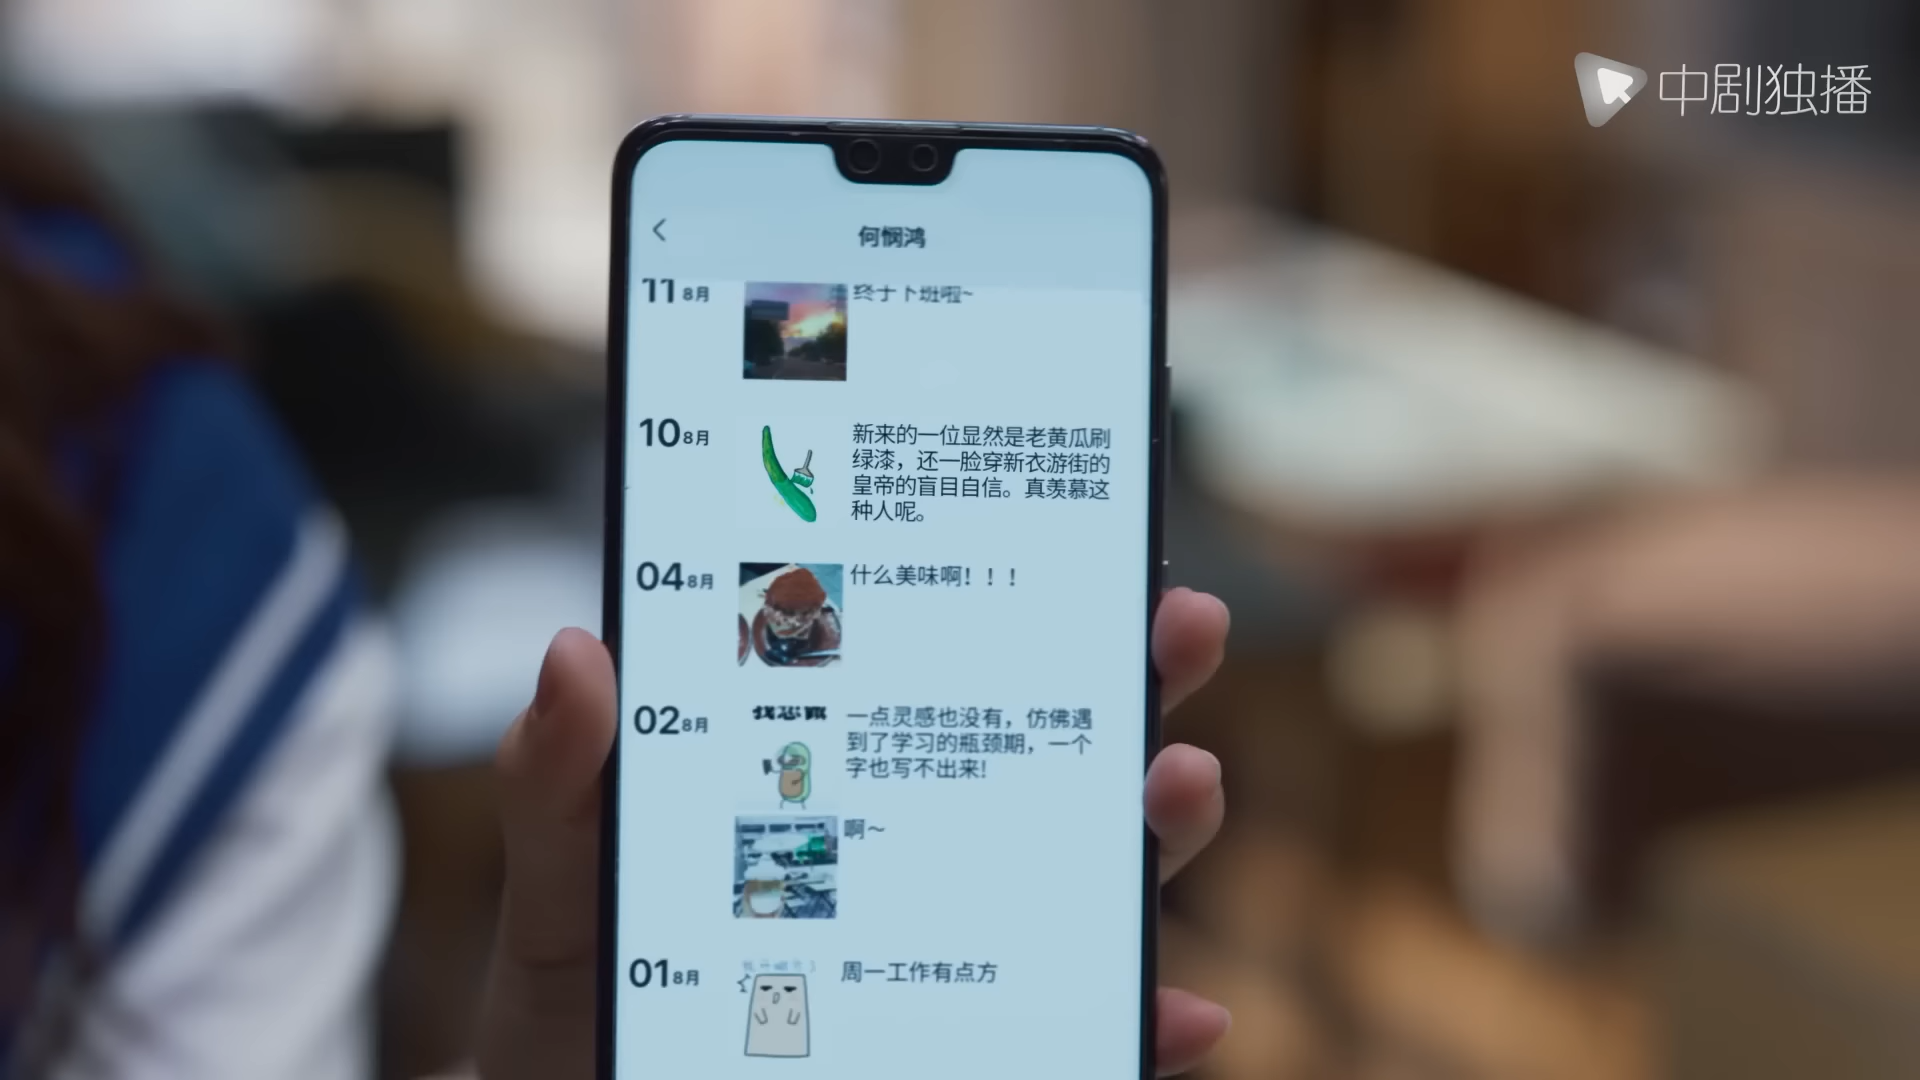 中剧独播
何悯鸿
11 8月
终于下班啦~
10 8月
新来的一位显然是老黄瓜刷
绿漆，还一脸穿新衣游街的
皇帝的盲目自信。真羡慕这
种人呢。
04 8月
什么美味啊！！！
02 8月
一点灵感也没有，仿佛遇
到了学习的瓶颈期，一个
字也写不出来!
啊～
01 8月
周一工作有点方